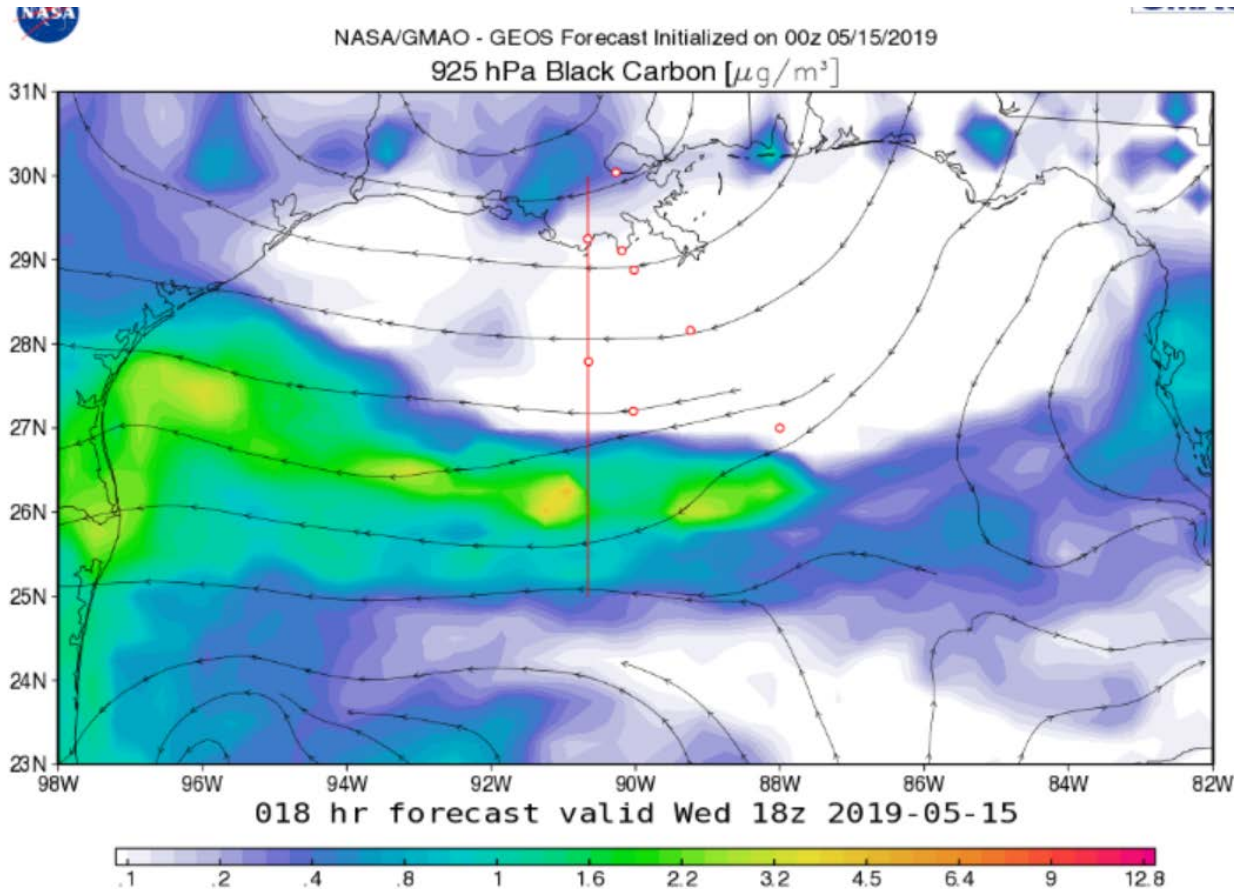 NASA
NASA/GMAO - GEOS Forecast Initialized on 00z 05/15/2019
925 hPa Black Carbon [μg/m³]
31N
30N
29N
28N
27N
26N
25N
24N
23N
98W 96W 94W 92W 90W 88W 86W 84W 82W
018 hr forecast valid Wed 18z 2019-05-15
.1 .2 .4 .8 1 1.6 2.2 3.2 4.5 6.4 9 12.8